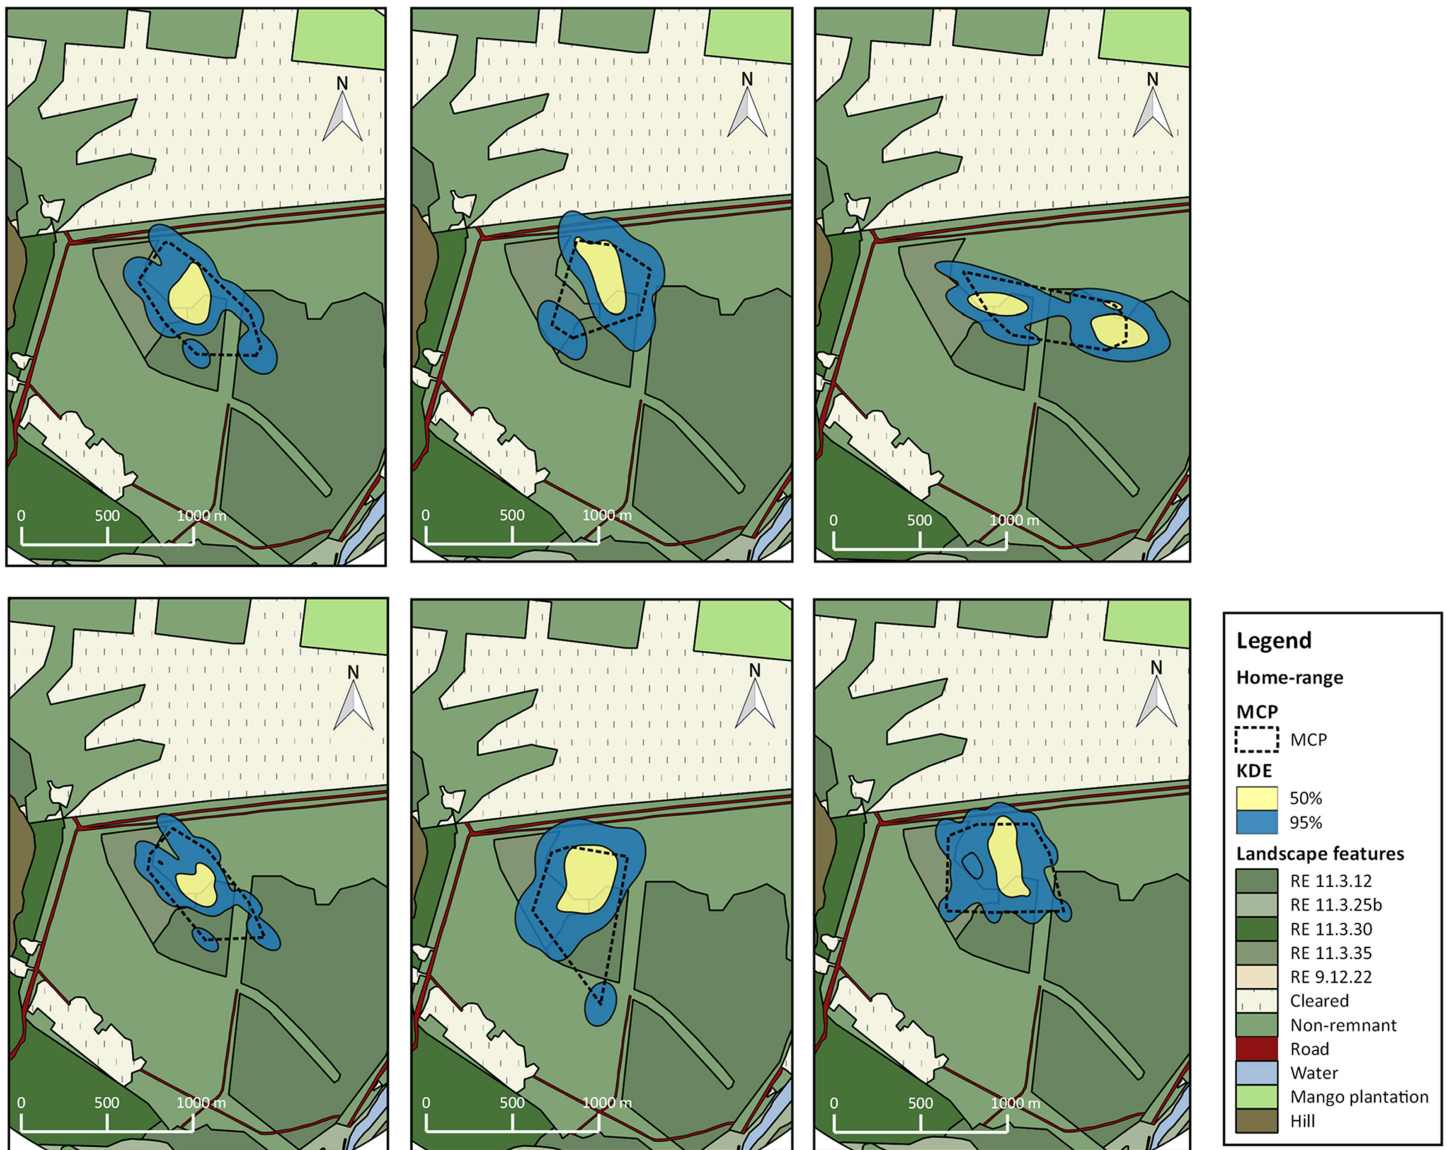 N
0 500 1000 m
N
0 500 1000 m
N
0 500 1000 m
N
0 500 1000 m
N
0 500 1000 m
N
0 500 1000 m
Legend
Home-range
MCP
MCP
KDE
50%
95%
Landscape features
RE 11.3.12
RE 11.3.25b
RE 11.3.30
RE 11.3.35
RE 9.12.22
Cleared
Non-remnant
Road
Water
Mango plantation
Hill